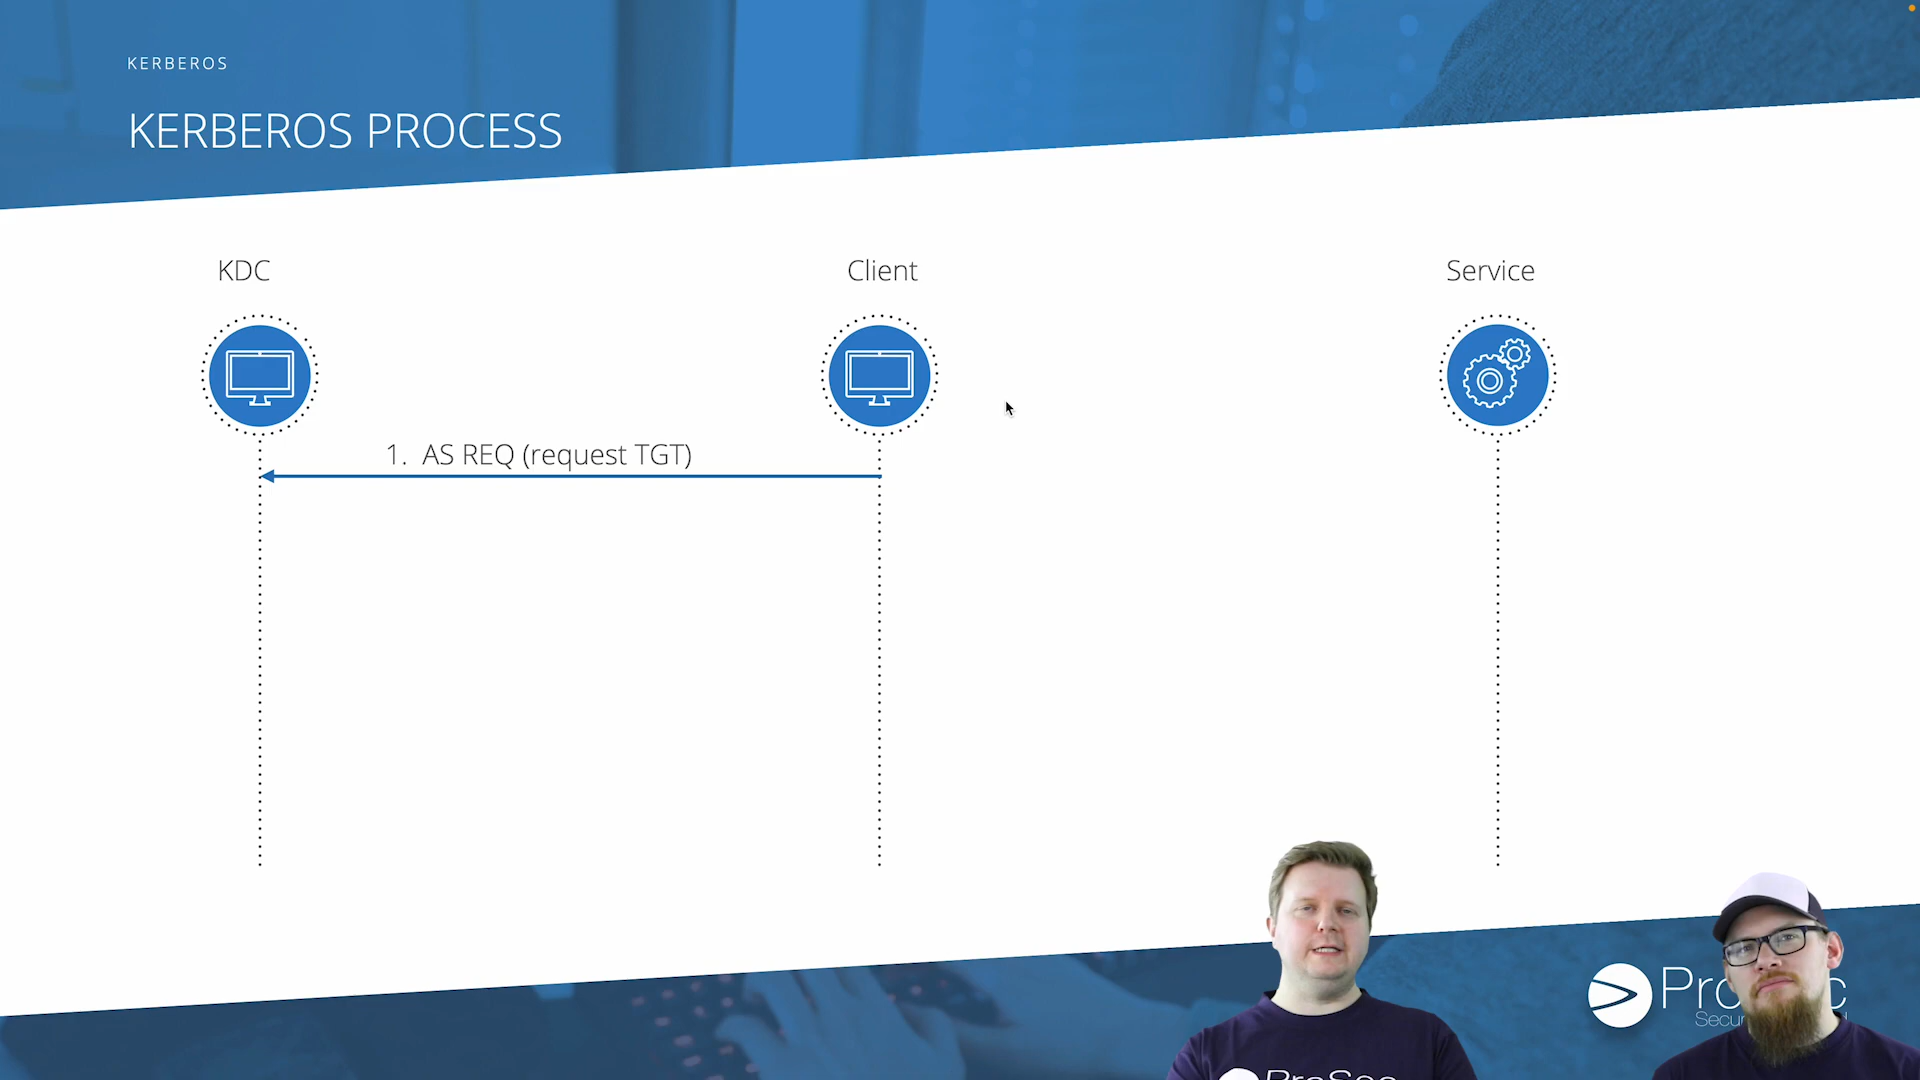 KERBEROS
KERBEROS PROCESS
KDC
Client
Service
1. AS REQ (request TGT)